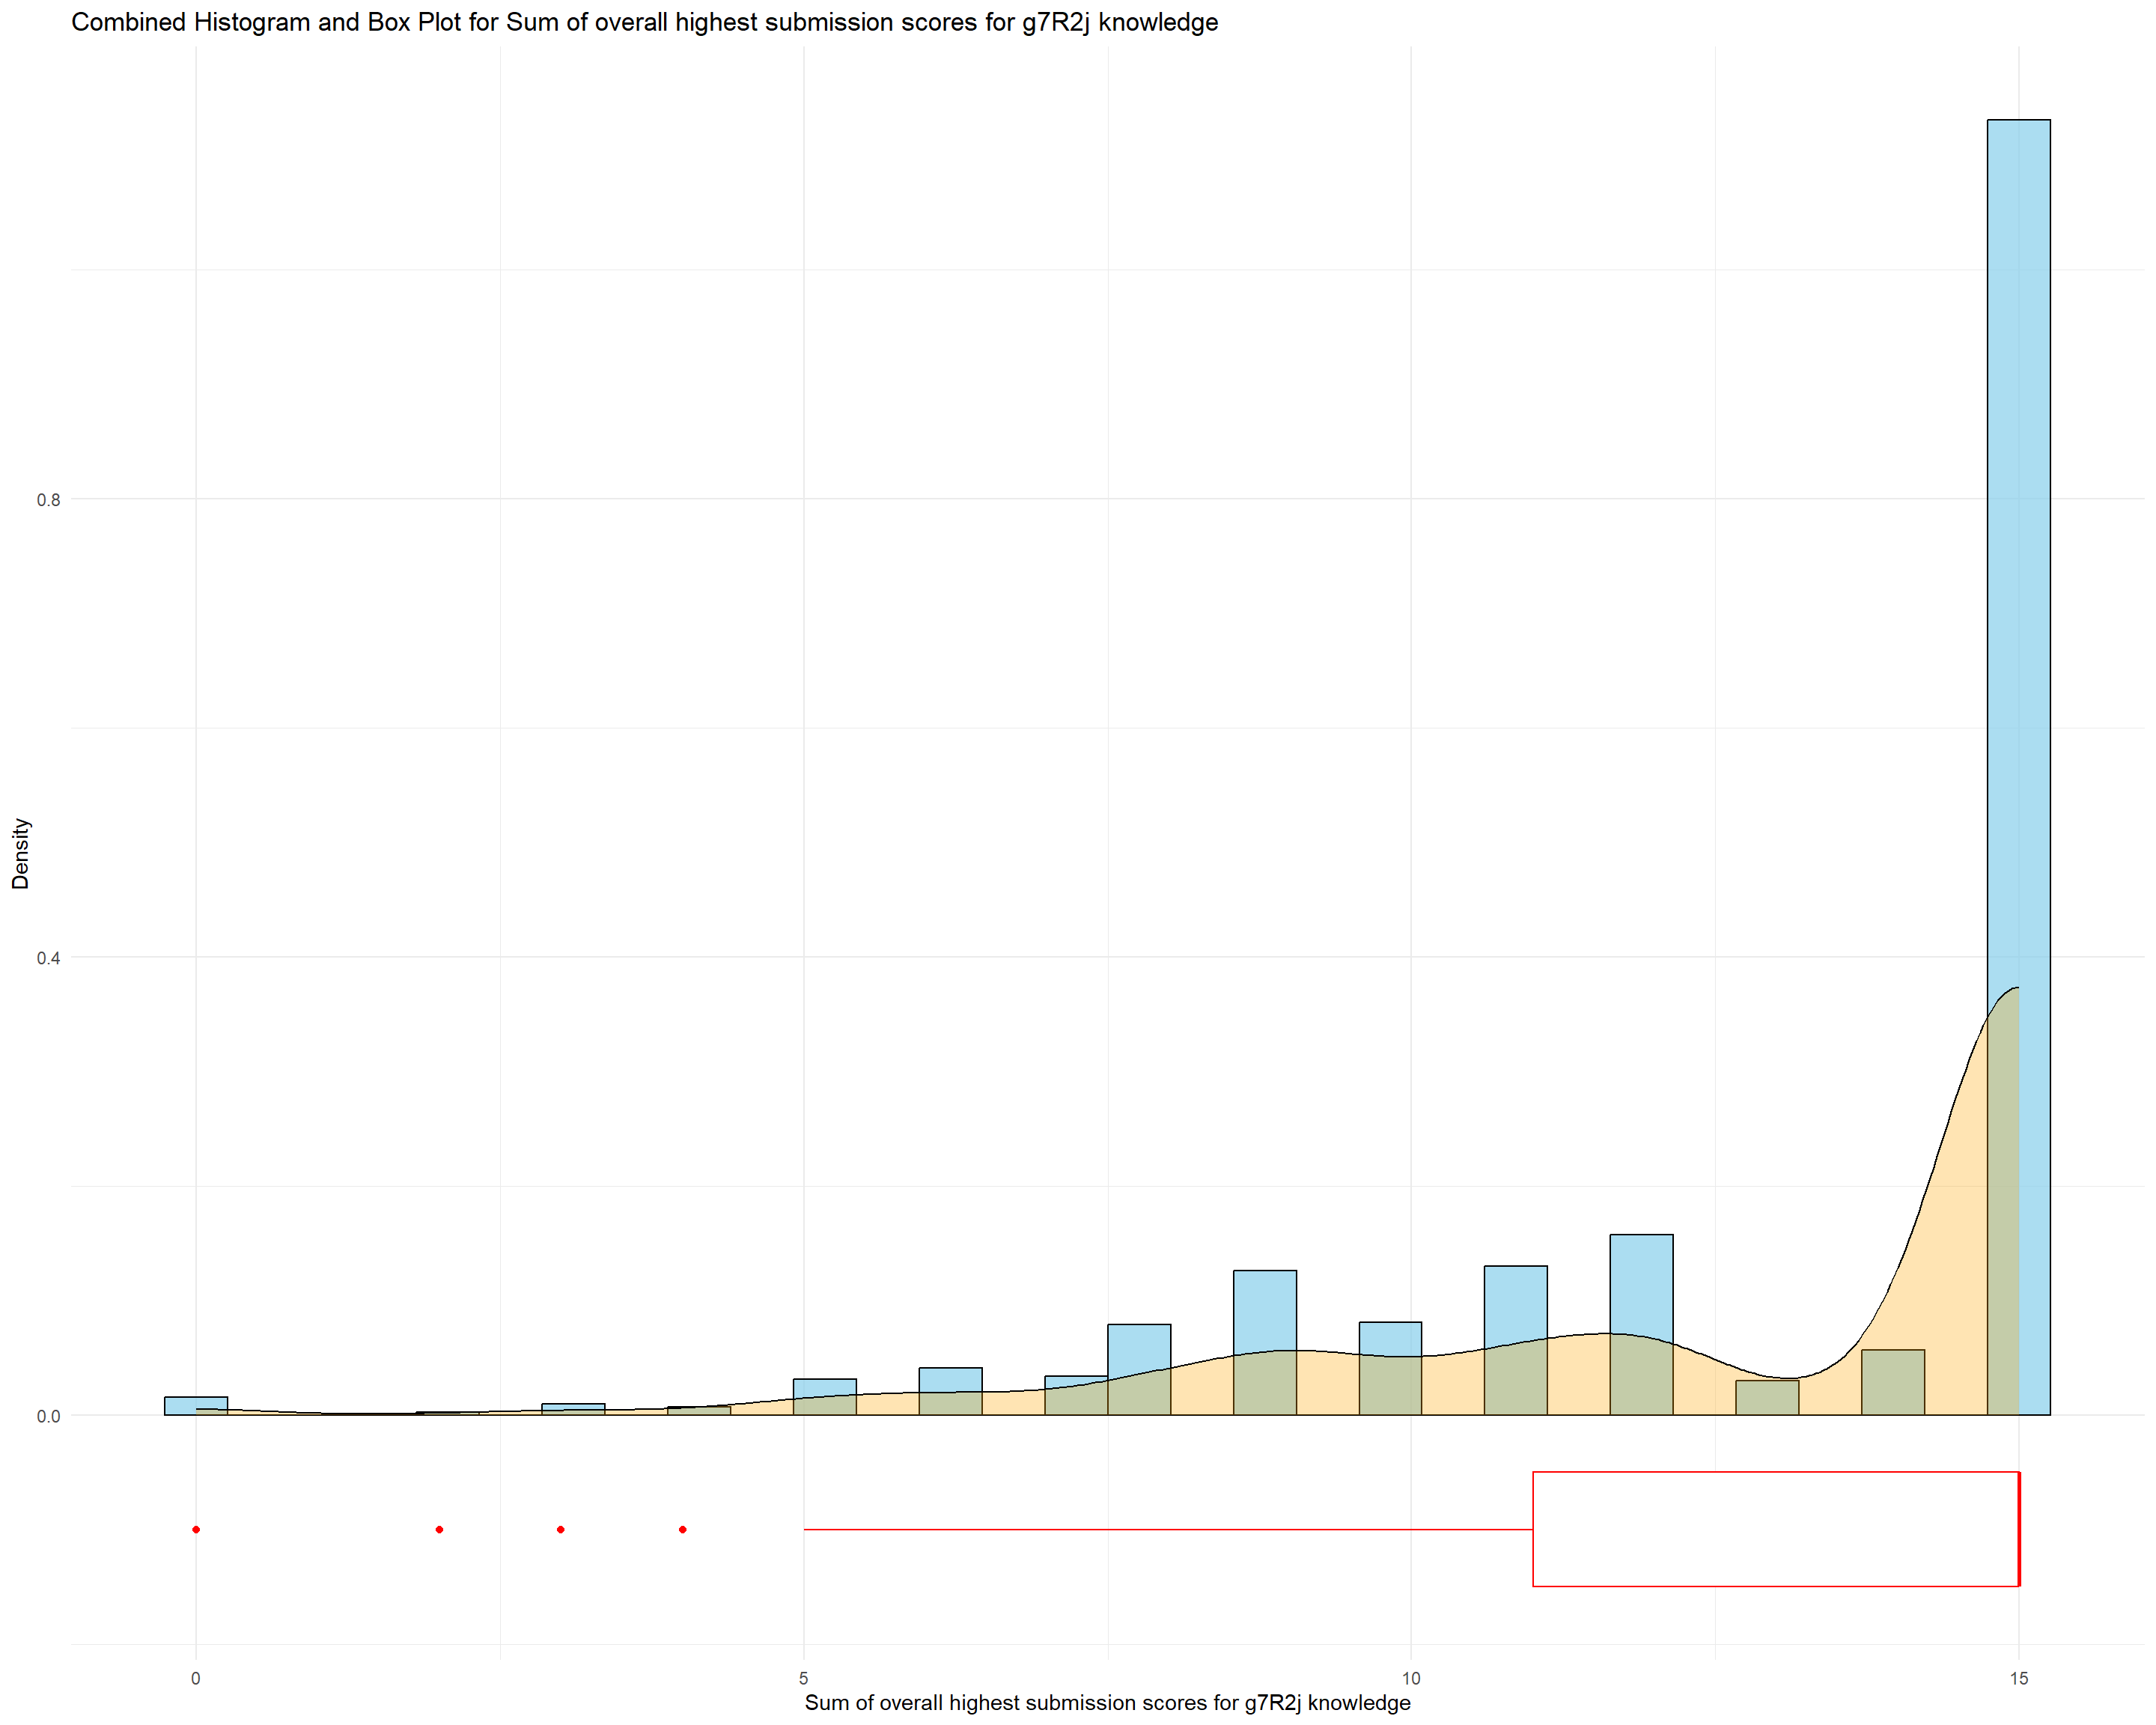 Combined Histogram and Box Plot for Sum of overall highest submission scores for g7R2j knowledge
0.8
0.4
0.0
Density
0 5 10 15
Sum of overall highest submission scores for g7R2j knowledge